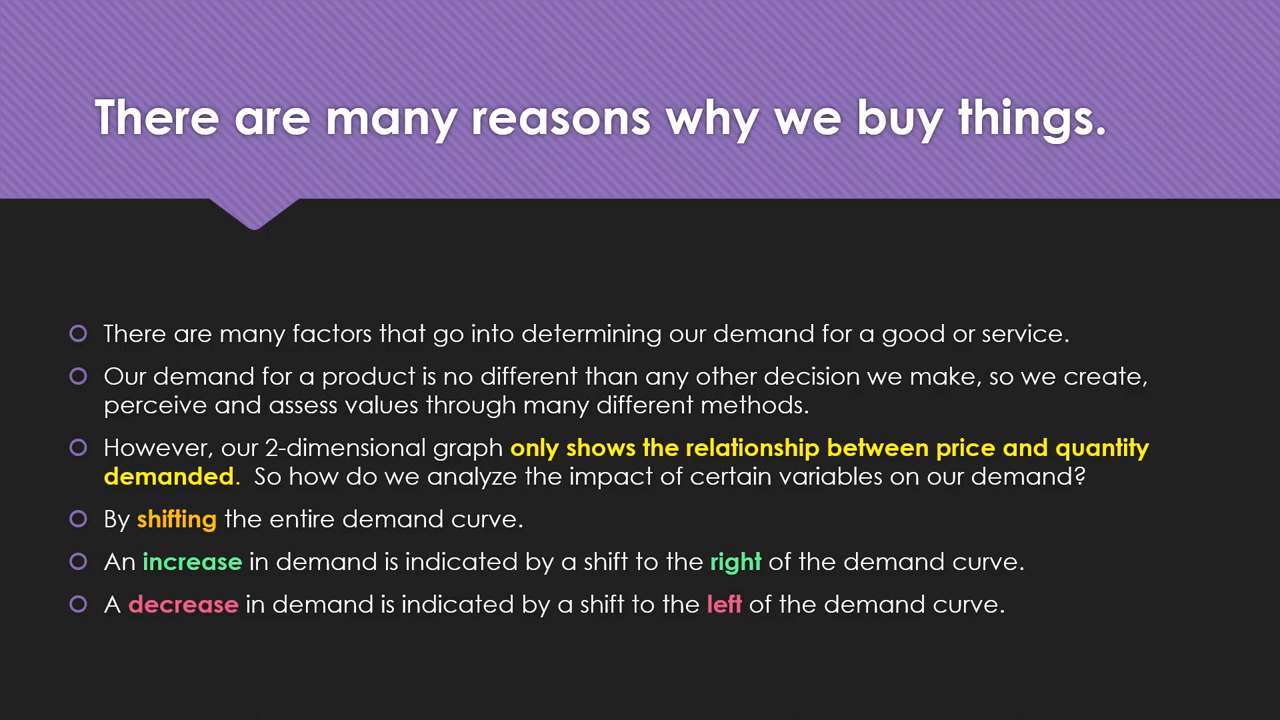 There are many reasons why we buy things.
There are many factors that go into determining our demand for a good or service.
Our demand for a product is no different than any other decision we make, so we create,
perceive and assess values through many different methods.
However, our 2-dimensional graph only shows the relationship between price and quantity
demanded.  So how do we analyze the impact of certain variables on our demand?
By shifting the entire demand curve.
An increase in demand is indicated by a shift to the right of the demand curve.
A decrease in demand is indicated by a shift to the left of the demand curve.